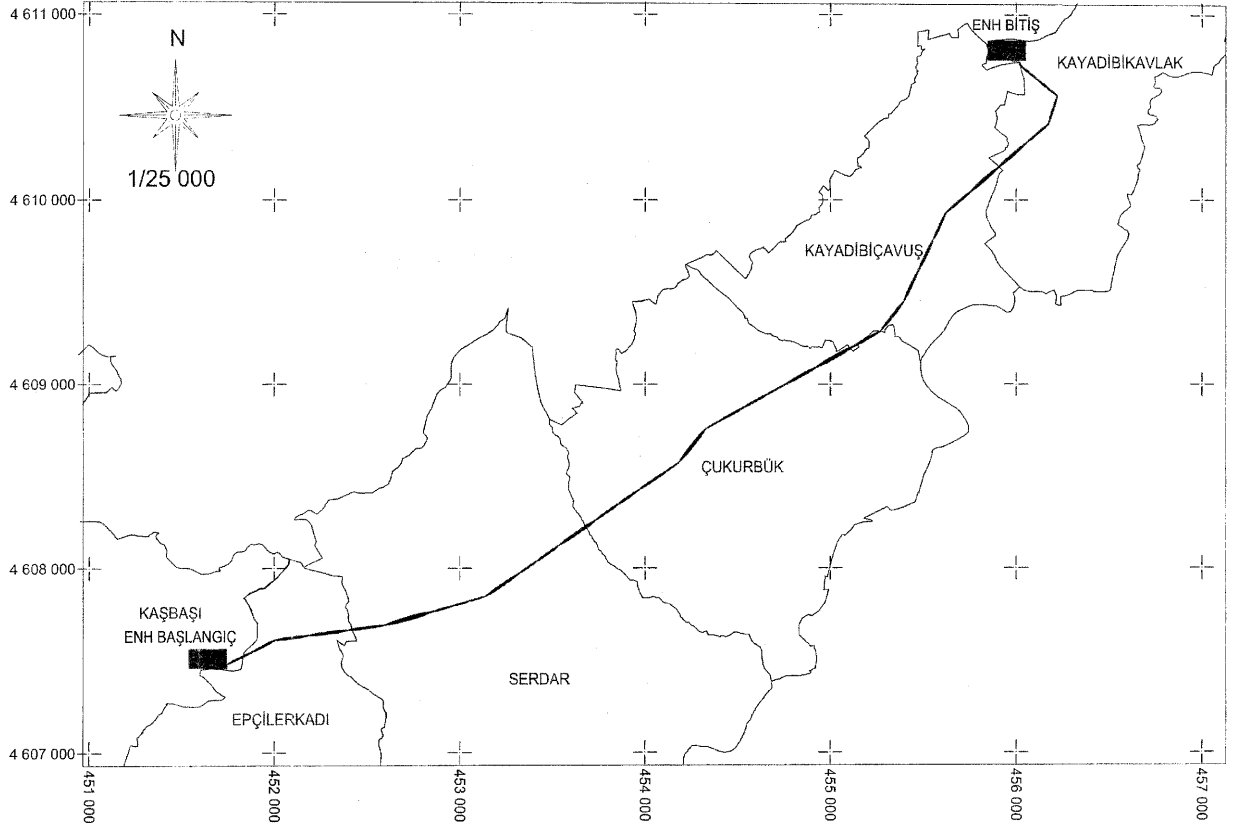 4 611 000
N
ENH BİTİŞ
KAYADİBİKAVLAK
1/25 000
4 610 000
KAYADİBİÇAVUŞ
4 609 000
ÇUKURBÜK
4 608 000
KAŞBAŞI
ENH BAŞLANGIÇ
SERDAR
EPÇİLERKADI
4 607 000
451 000
452 000
453 000
454 000
455 000
456 000
457 000